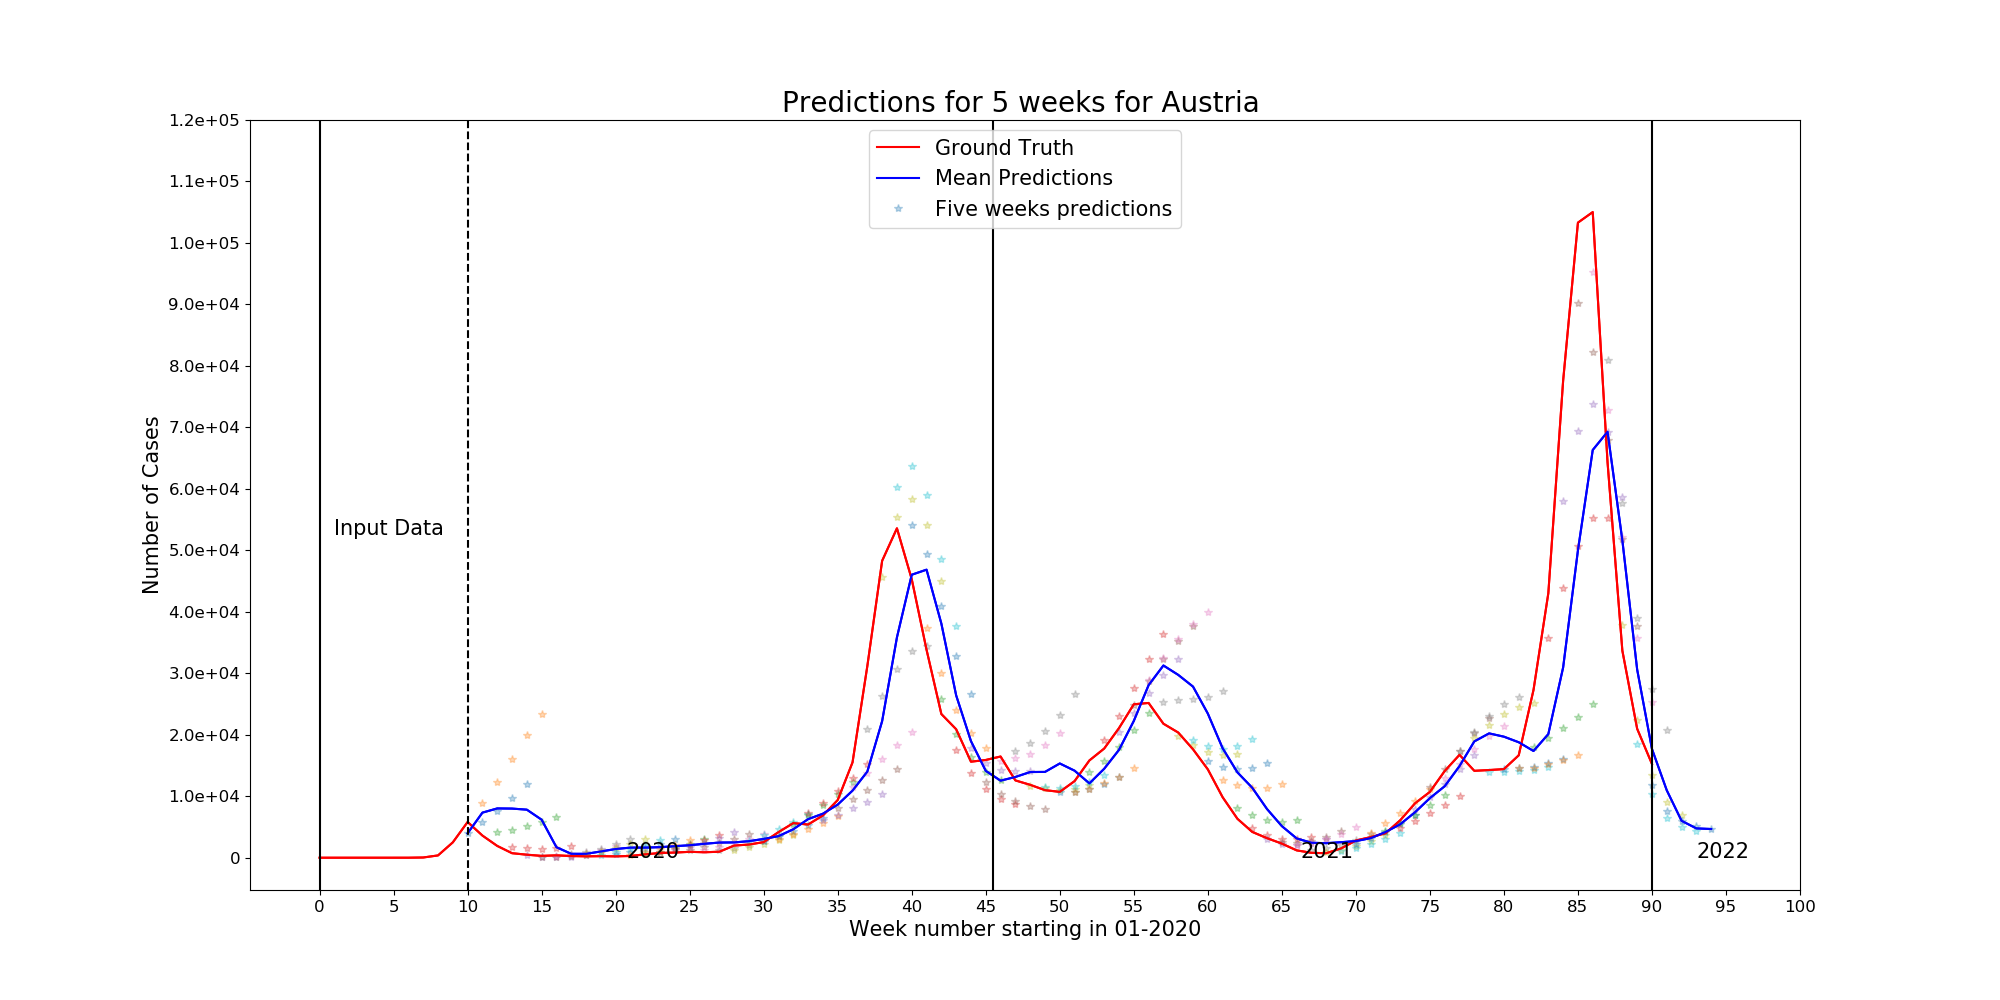 Predictions for 5 weeks for Austria
1.2e+05
1.1e+05
1.0e+05
9.0e+04
8.0e+04
7.0e+04
6.0e+04
5.0e+04
4.0e+04
3.0e+04
2.0e+04
1.0e+04
0
Number of Cases
Ground Truth
Mean Predictions
Five weeks predictions
Input Data
2020
2021
2022
0 5 10 15 20 25 30 35 40 45 50 55 60 65 70 75 80 85 90 95 100
Week number starting in 01-2020